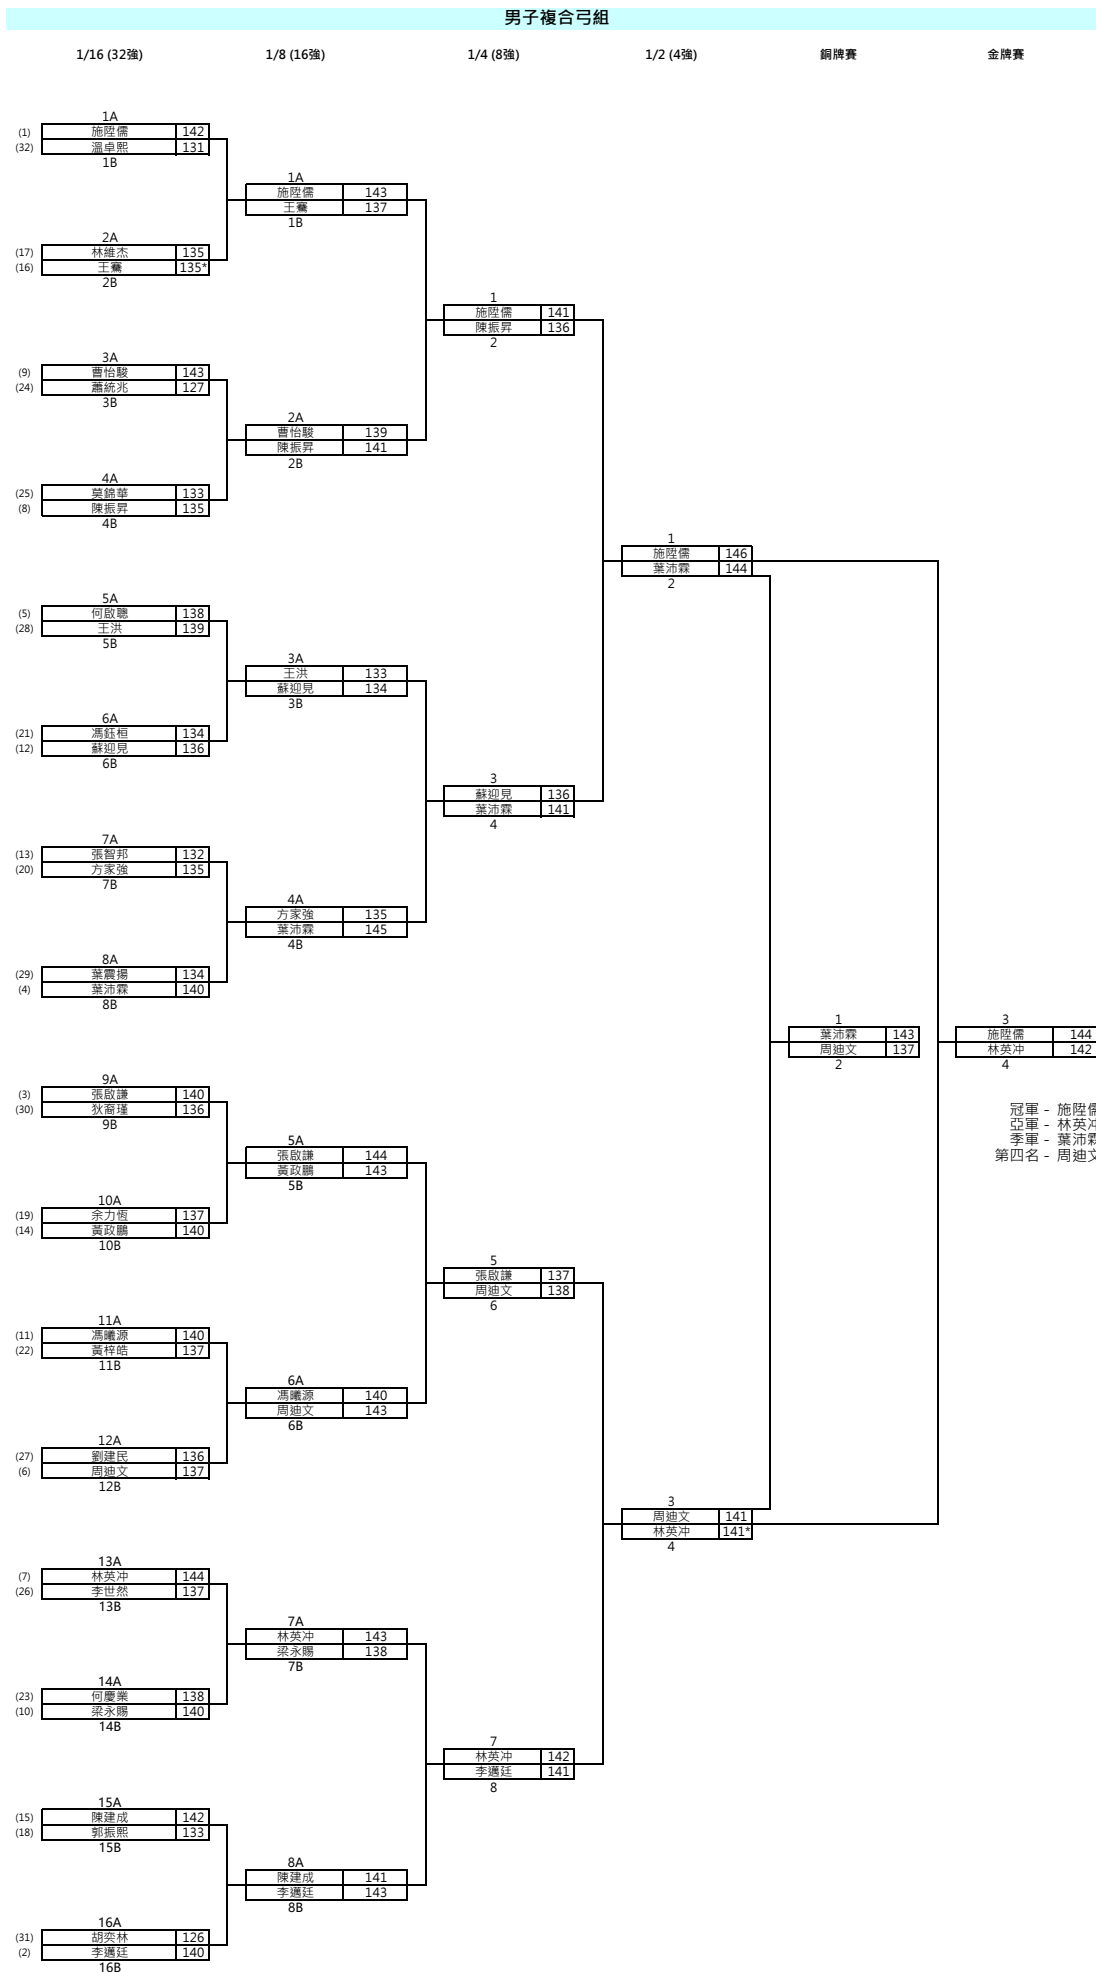 男子複合弓組
1/16 (32強) 1/8 (16強) 1/4 (8強) 1/2 (4強) 銅牌賽 金牌賽
1A
(1) 施陞儒 142
(32) 溫卓熙 131
1B
1A
施陞儒 143
王騫 137
1B
2A
(17) 林維杰 135
(16) 王騫 135*
2B
1
施陞儒 141
陳振昇 136
2
3A
(9) 曹怡駿 143
(24) 蕭統兆 127
3B
2A
曹怡駿 139
陳振昇 141
2B
4A
(25) 莫錦華 133
(8) 陳振昇 135
4B
1
施陞儒 146
葉沛霖 144
2
5A
(5) 何啟聰 138
(28) 王洪 139
5B
3A
王洪 133
蘇迎見 134
3B
6A
(21) 馮鈺桓 134
(12) 蘇迎見 136
6B
3
蘇迎見 136
葉沛霖 141
4
7A
(13) 張智邦 132
(20) 方家強 135
7B
4A
方家強 135
葉沛霖 145
4B
8A
(29) 葉震揚 134
(4) 葉沛霖 140
8B
1
葉沛霖 143
周迪文 137
2
3
施陞儒 144
林英冲 142
4
冠軍 - 施陞儒
亞軍 - 林英冲
季軍 - 葉沛霖
第四名 - 周迪文
9A
(3) 張啟謙 140
(30) 狄裔瑾 136
9B
5A
張啟謙 144
黃政鵬 143
5B
10A
(19) 余力恆 137
(14) 黃政鵬 140
10B
5
張啟謙 137
周迪文 138
6
11A
(11) 馮曦源 140
(22) 黃梓皓 137
11B
6A
馮曦源 140
周迪文 143
6B
12A
(27) 劉建民 136
(6) 周迪文 137
12B
3
周迪文 141
林英冲 141*
4
13A
(7) 林英冲 144
(26) 李世然 137
13B
7A
林英冲 143
梁永賜 138
7B
14A
(23) 何慶業 138
(10) 梁永賜 140
14B
7
林英冲 142
李邁廷 141
8
15A
(15) 陳建成 142
(18) 郭振熙 133
15B
8A
陳建成 141
李邁廷 143
8B
16A
(31) 胡奕林 126
(2) 李邁廷 140
16B